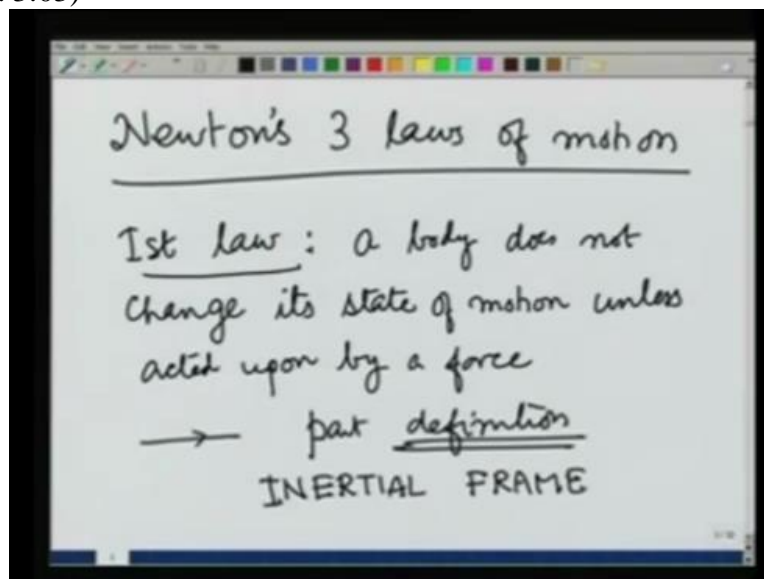 Newton's 3 laws of motion
Ist law: a body does not
change its state of motion unless
acted upon by a force
→ part definition
INERTIAL FRAME